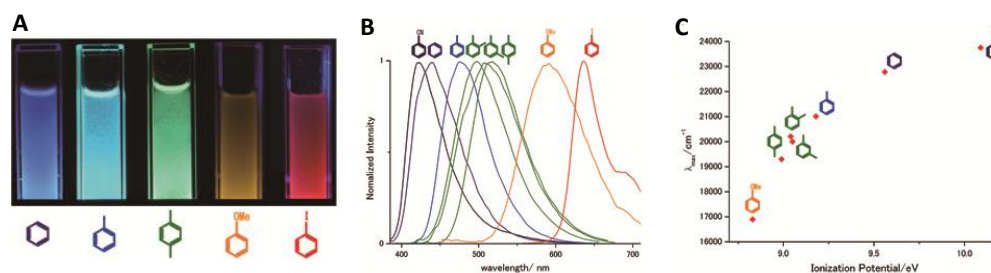 A
OMe
I
B
CN
OMe
I
1
Nomalized Intensity
0
400
500
600
700
wavelength/ nm
C
24000
23000
22000
21000
20000
19000
18000
17000
16000
λmax/cm⁻¹
OMe
9.0
9.5
10.0
Ionization Potential/eV